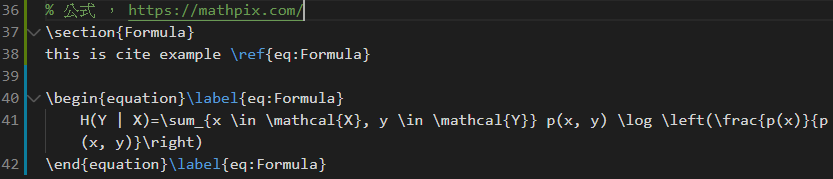 36 % 公式 ， https://mathpix.com/
37 \section{Formula}
38 this is cite example \ref{eq:Formula}
39
40 \begin{equation}\label{eq:Formula}
41 H(Y | X)=\sum_{x \in \mathcal{X}, y \in \mathcal{Y}} p(x, y) \log \left(\frac{p(x)}{p
(x, y)}\right)
42 \end{equation}\label{eq:Formula}